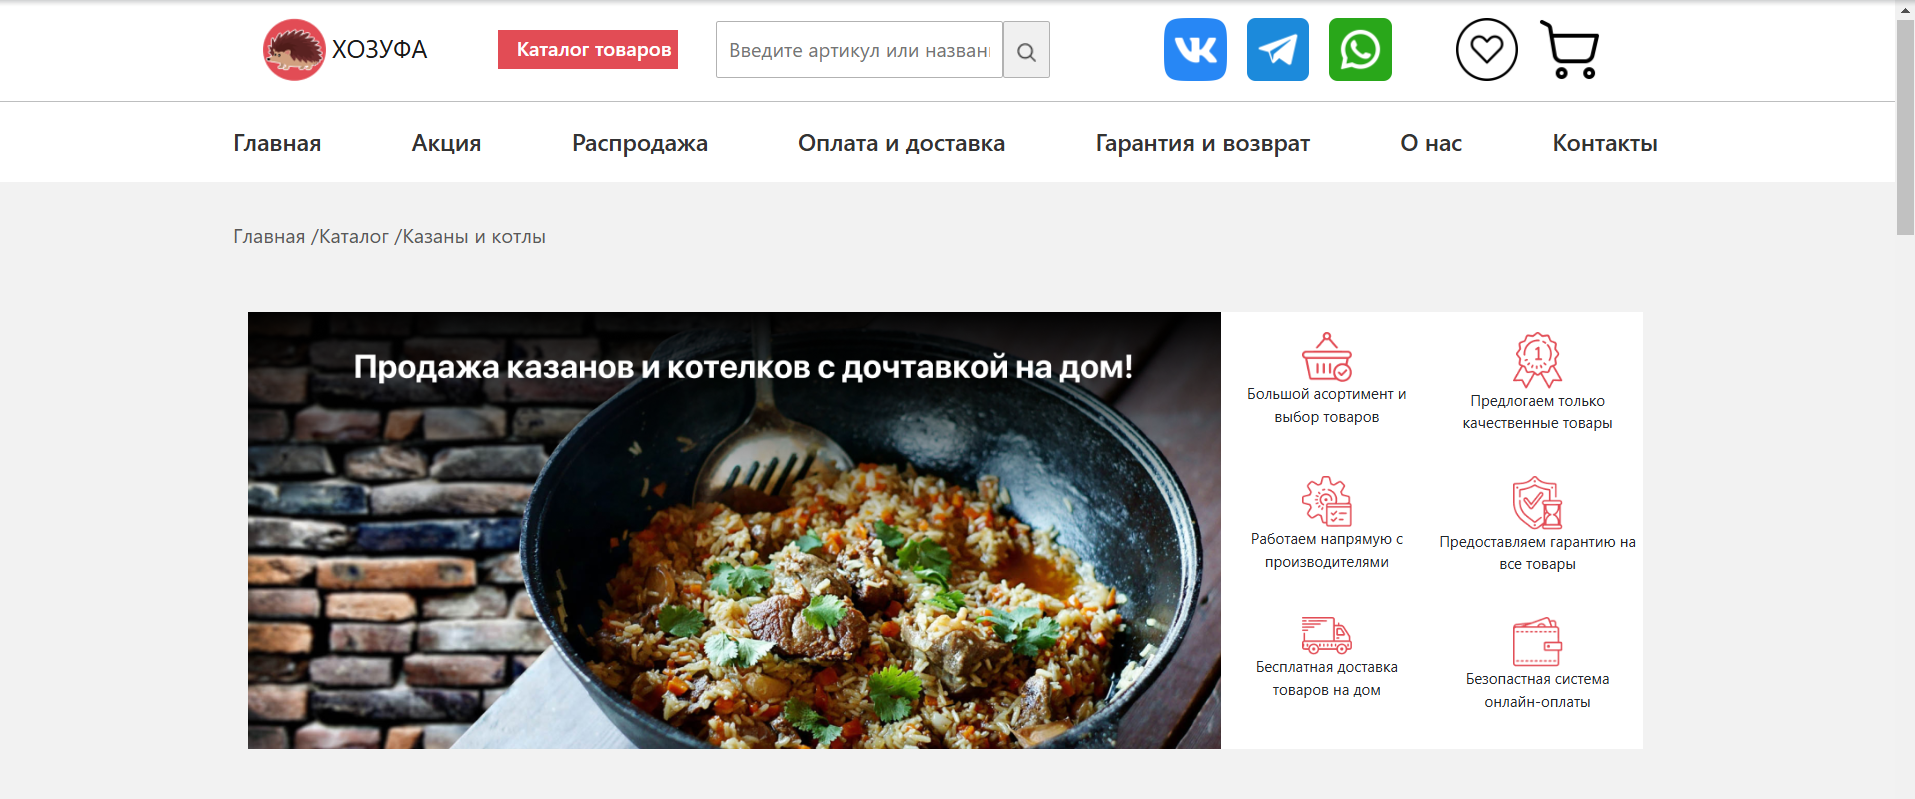 ХОЗУФА
Каталог товаров
Введите артикул или названи
Главная
Акция
Распродажа
Оплата и доставка
Гарантия и возврат
О нас
Контакты
Главная /Каталог /Казаны и котлы
Продажа казанов и котелков с дочтавкой на дом!
Большой асортимент и
выбор товаров
1
Предлогаем только
качественные товары
Работаем напрямую с
производителями
Предоставляем гарантию на
все товары
Бесплатная доставка
товаров на дом
Безопастная система
онлайн-оплаты